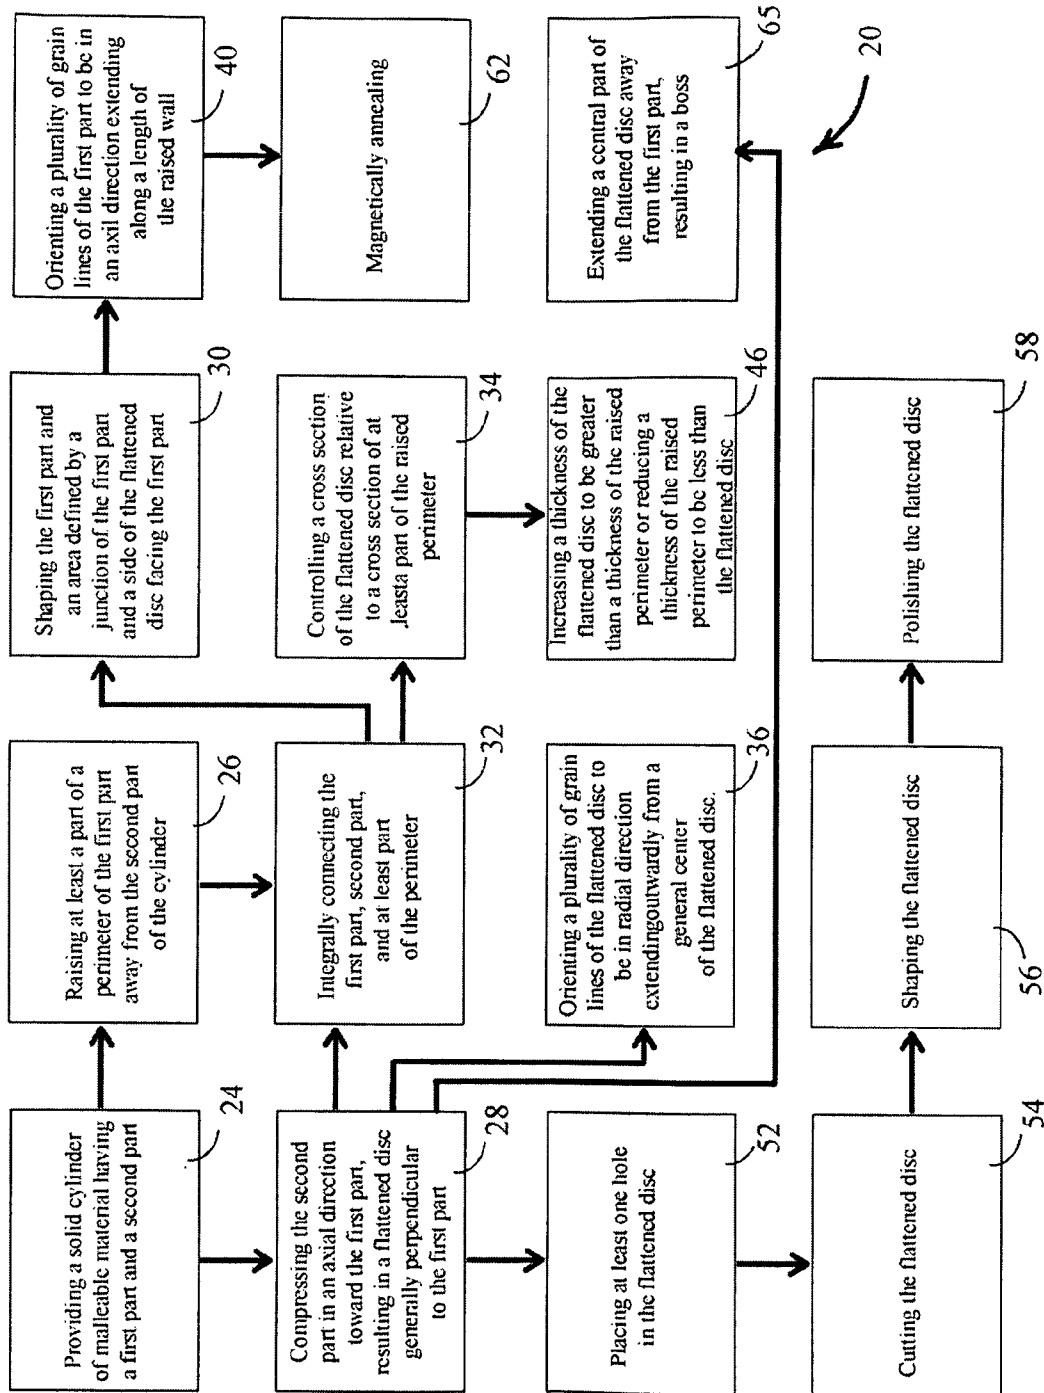 Providing a solid cylinder
of malleable material having
a first part and a second part
24
Raising at least a part of a
perimeter of the first part
away from the second part
of the cylinder
26
Shaping the first part and
an area defined by a
junction of the first part
and a side of the flattened
disc facing the first part
30
Orienting a plurality of grain
lines of the first part to be in
an axil direction extending
along a length of
the raised wall
40
Compressing the second
part in an axial direction
toward the first part,
resulting in a flattened disc
generally perpendicular
to the first part
28
Integrally connecting the
first part, second part,
and at least part
of the perimeter
32
Controlling a cross section
of the flattened disc relative
to a cross section of at
.leasta part of the raised
perimeter
34
Magnetically annealing
62
Placing at least one hole
in the flattened disc
52
Orienting a plurality of grain
lines of the flattened disc to
be in radial direction
extendingoutwardly from a
general center
of the flattened disc.
36
Increasing a thickness of the
flattened disc to be greater
than a thickness of the raised
perimeter or reducing a
thickness of the raised
perimeter to be less than
the flattened disc
46
Extending a central part of
the flattened disc away
from the first part,
resulting in a boss
65
Cutting the flattened disc
54
Shaping the flattened disc
56
Polishing the flattened disc
58
20